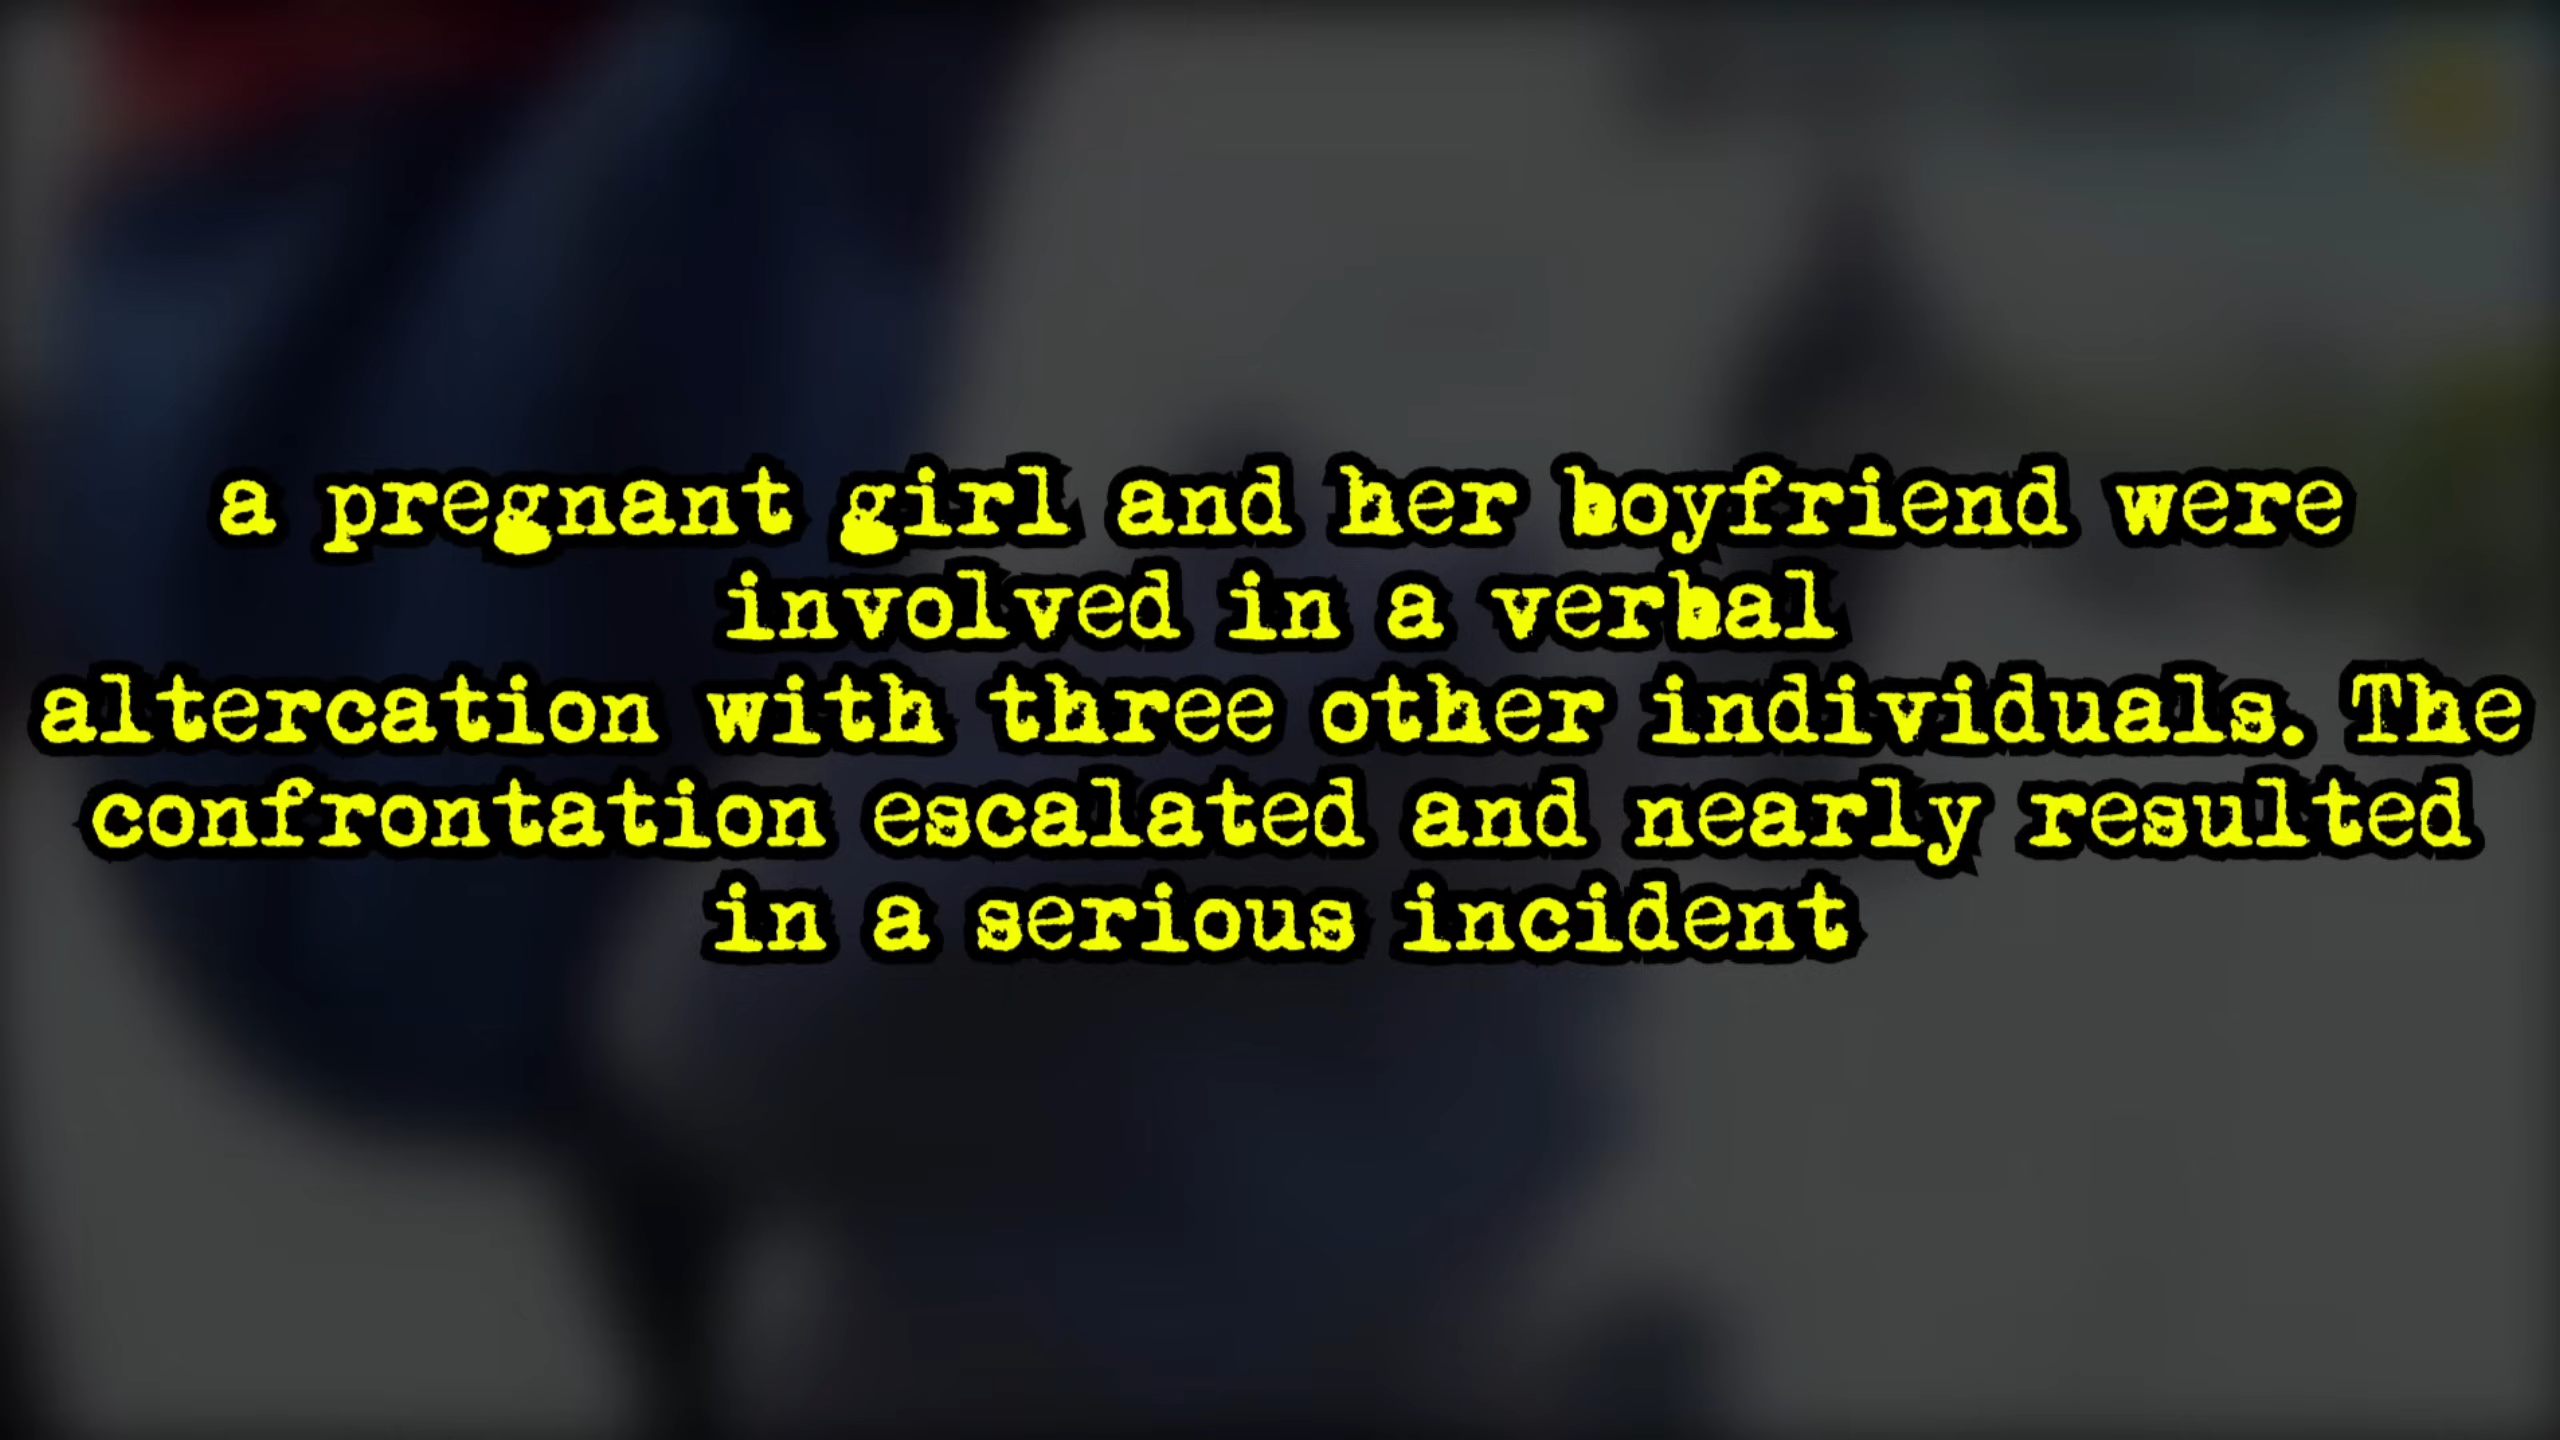 a pregnant girl and her boyfriend were
involved in a verbal
altercation with three other individuals. The
confrontation escalated and nearly resulted
in a serious incident